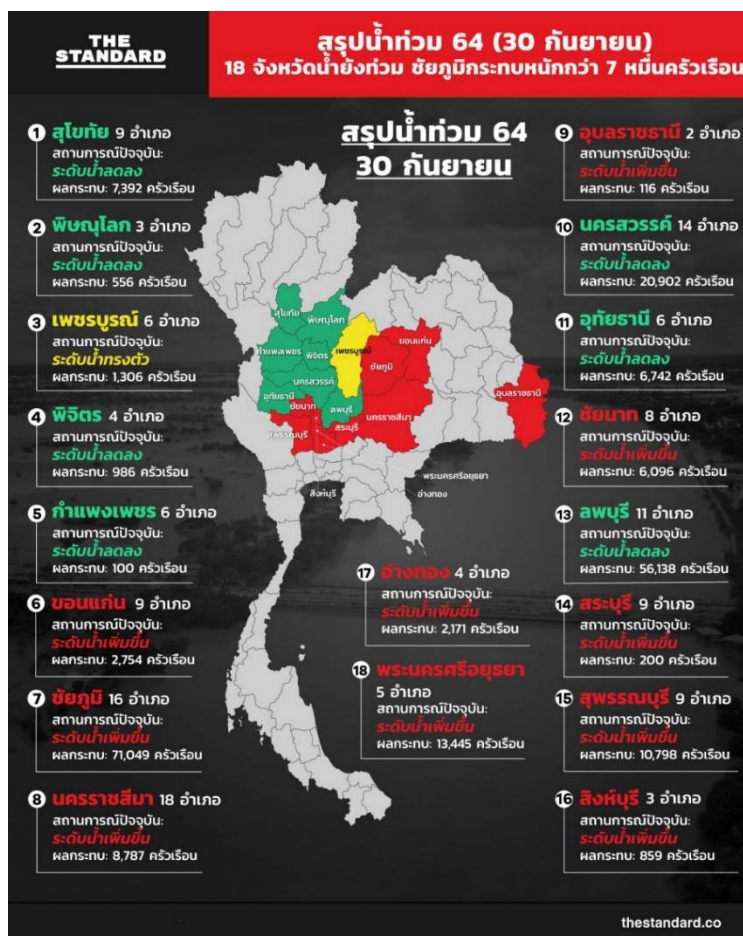 THE
STANDARD
สรุปน้ำท่วม 64 (30 กันยายน)
18 จังหวัดน้ำยังท่วม ชัยภูมิกระทบหนักกว่า 7 หมื่นครัวเรือน
สรุปน้ำท่วม 64
30 กันยายน
1 สุโขทัย 9 อำเภอ
สถานการณ์ปัจจุบัน:
ระดับน้ำลดลง
ผลกระทบ: 7,392 ครัวเรือน
2 พิษณุโลก 3 อำเภอ
สถานการณ์ปัจจุบัน:
ระดับน้ำลดลง
ผลกระทบ: 556 ครัวเรือน
3 เพชรบูรณ์ 6 อำเภอ
สถานการณ์ปัจจุบัน:
ระดับน้ำทรงตัว
ผลกระทบ: 1,306 ครัวเรือน
4 พิจิตร 4 อำเภอ
สถานการณ์ปัจจุบัน:
ระดับน้ำลดลง
ผลกระทบ: 986 ครัวเรือน
5 กำแพงเพชร 6 อำเภอ
สถานการณ์ปัจจุบัน:
ระดับน้ำลดลง
ผลกระทบ: 100 ครัวเรือน
6 ขอนแก่น 9 อำเภอ
สถานการณ์ปัจจุบัน:
ระดับน้ำเพิ่มขึ้น
ผลกระทบ: 2,754 ครัวเรือน
7 ชัยภูมิ 16 อำเภอ
สถานการณ์ปัจจุบัน:
ระดับน้ำเพิ่มขึ้น
ผลกระทบ: 71,049 ครัวเรือน
8 นครราชสีมา 18 อำเภอ
สถานการณ์ปัจจุบัน:
ระดับน้ำเพิ่มขึ้น
ผลกระทบ: 8,787 ครัวเรือน
สุโขทัย
พิษณุโลก
กำแพงเพชร
พิจิตร
เพชรบูรณ์
ขอนแก่น
ชัยภูมิ
นครสวรรค์
อุทัยธานี
ชัยนาท
ลพบุรี
นครราชสีมา
อุบลราชธานี
สุพรรณบุรี
สระบุรี
พระนครศรีอยุธยา
สิงห์บุรี
อ่างทอง
9 อุบลราชธานี 2 อำเภอ
สถานการณ์ปัจจุบัน:
ระดับน้ำเพิ่มขึ้น
ผลกระทบ: 116 ครัวเรือน
10 นครสวรรค์ 14 อำเภอ
สถานการณ์ปัจจุบัน:
ระดับน้ำลดลง
ผลกระทบ: 20,902 ครัวเรือน
11 อุทัยธานี 6 อำเภอ
สถานการณ์ปัจจุบัน:
ระดับน้ำลดลง
ผลกระทบ: 6,742 ครัวเรือน
12 ชัยนาท 8 อำเภอ
สถานการณ์ปัจจุบัน:
ระดับน้ำเพิ่มขึ้น
ผลกระทบ: 6,096 ครัวเรือน
13 ลพบุรี 11 อำเภอ
สถานการณ์ปัจจุบัน:
ระดับน้ำลดลง
ผลกระทบ: 56,138 ครัวเรือน
14 สระบุรี 9 อำเภอ
สถานการณ์ปัจจุบัน:
ระดับน้ำเพิ่มขึ้น
ผลกระทบ: 200 ครัวเรือน
15 สุพรรณบุรี 9 อำเภอ
สถานการณ์ปัจจุบัน:
ระดับน้ำเพิ่มขึ้น
ผลกระทบ: 10,798 ครัวเรือน
16 สิงห์บุรี 3 อำเภอ
สถานการณ์ปัจจุบัน:
ระดับน้ำเพิ่มขึ้น
ผลกระทบ: 859 ครัวเรือน
17 อ่างทอง 4 อำเภอ
สถานการณ์ปัจจุบัน:
ระดับน้ำเพิ่มขึ้น
ผลกระทบ: 2,171 ครัวเรือน
18 พระนครศรีอยุธยา
5 อำเภอ
สถานการณ์ปัจจุบัน:
ระดับน้ำเพิ่มขึ้น
ผลกระทบ: 13,445 ครัวเรือน
thestandard.co